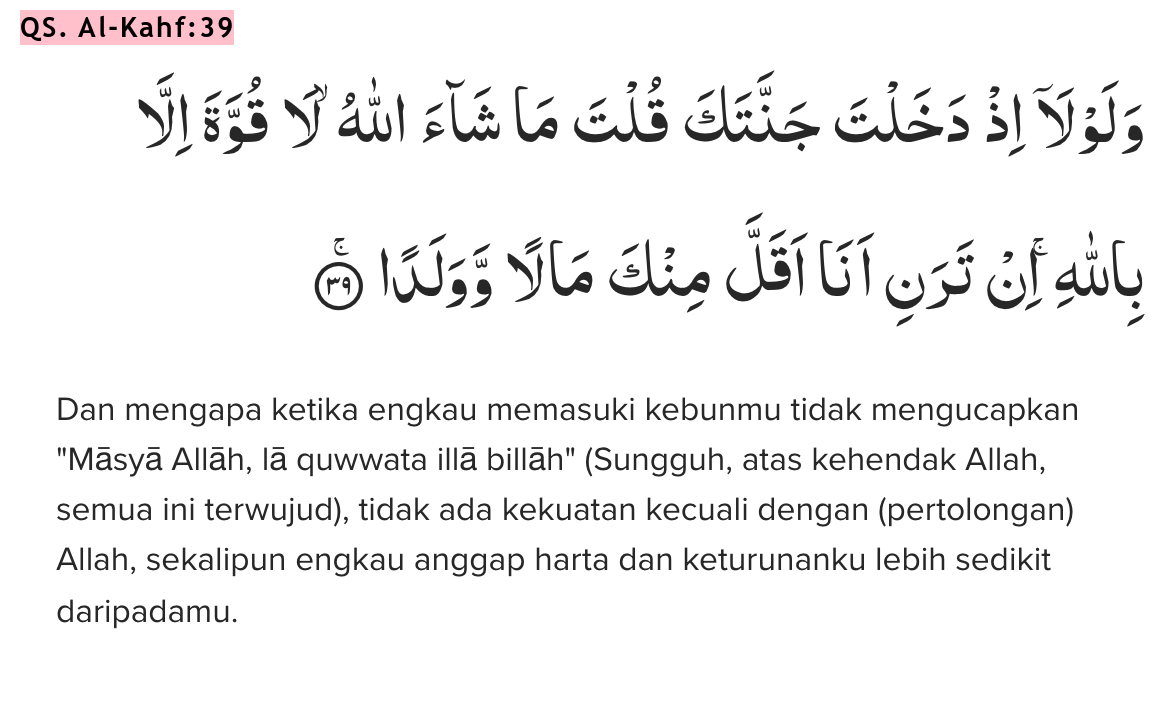 QS. Al-Kahf:39
وَلَوْلَآ اِذْ دَخَلْتَ جَنَّتَكَ قُلْتَ مَا شَاۤءَ اللّٰهُ ۙلَا قُوَّةَ اِلَّا
بِاللّٰهِ ۚاِنْ تَرَنِ اَنَا۠ اَقَلَّ مِنْكَ مَالًا وَّوَلَدًاۚ ٣٩
Dan mengapa ketika engkau memasuki kebunmu tidak mengucapkan
"Māsyā Allāh, lā quwwata illā billāh" (Sungguh, atas kehendak Allah,
semua ini terwujud), tidak ada kekuatan kecuali dengan (pertolongan)
Allah, sekalipun engkau anggap harta dan keturunanku lebih sedikit
daripadamu.